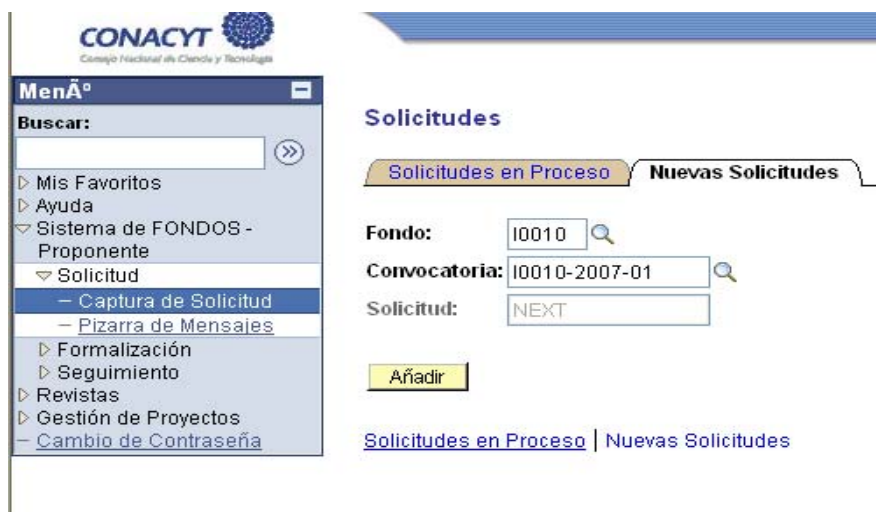 CONACYT
Consejo Nacional de Ciencia y Tecnología
MenÃº
Buscar:
Mis Favoritos
Ayuda
Sistema de FONDOS -
Proponente
Solicitud
– Captura de Solicitud
– Pizarra de Mensajes
Formalización
Seguimiento
Revistas
Gestión de Proyectos
– Cambio de Contraseña
Solicitudes
Solicitudes en Proceso
Nuevas Solicitudes
Fondo: I0010
Convocatoria: I0010-2007-01
Solicitud: NEXT
Añadir
Solicitudes en Proceso | Nuevas Solicitudes